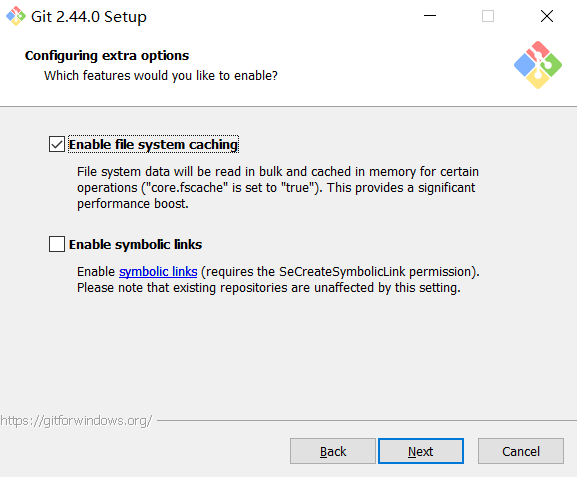 Git 2.44.0 Setup
Configuring extra options
Which features would you like to enable?
Enable file system caching
File system data will be read in bulk and cached in memory for certain
operations ("core.fscache" is set to "true"). This provides a significant
performance boost.
Enable symbolic links
Enable symbolic links (requires the SeCreateSymbolicLink permission).
Please note that existing repositories are unaffected by this setting.
https://gitforwindows.org/
Back
Next
Cancel